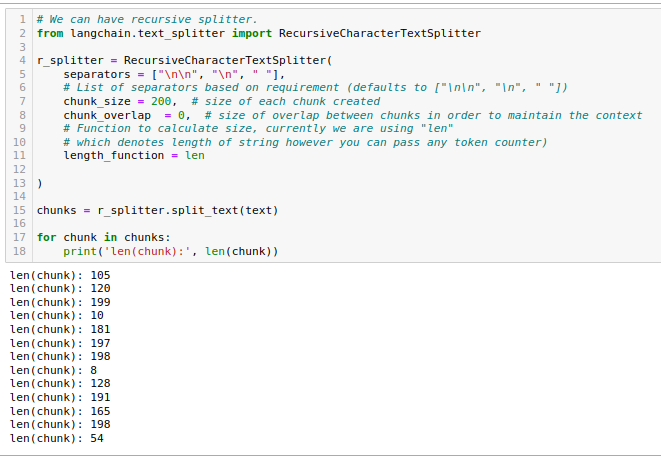 1 # We can have recursive splitter.
2 from langchain.text_splitter import RecursiveCharacterTextSplitter
3
4 r_splitter = RecursiveCharacterTextSplitter(
5     separators = ["\n\n", "\n", " "],
6     # List of separators based on requirement (defaults to ["\n\n", "\n", " "])
7     chunk_size = 200,  # size of each chunk created
8     chunk_overlap  = 0,  # size of overlap between chunks in order to maintain the context
9     # Function to calculate size, currently we are using "len"
10     # which denotes length of string however you can pass any token counter)
11     length_function = len
12
13 )
14
15 chunks = r_splitter.split_text(text)
16
17 for chunk in chunks:
18     print('len(chunk):', len(chunk))
len(chunk): 105
len(chunk): 120
len(chunk): 199
len(chunk): 10
len(chunk): 181
len(chunk): 197
len(chunk): 198
len(chunk): 8
len(chunk): 128
len(chunk): 191
len(chunk): 165
len(chunk): 198
len(chunk): 54